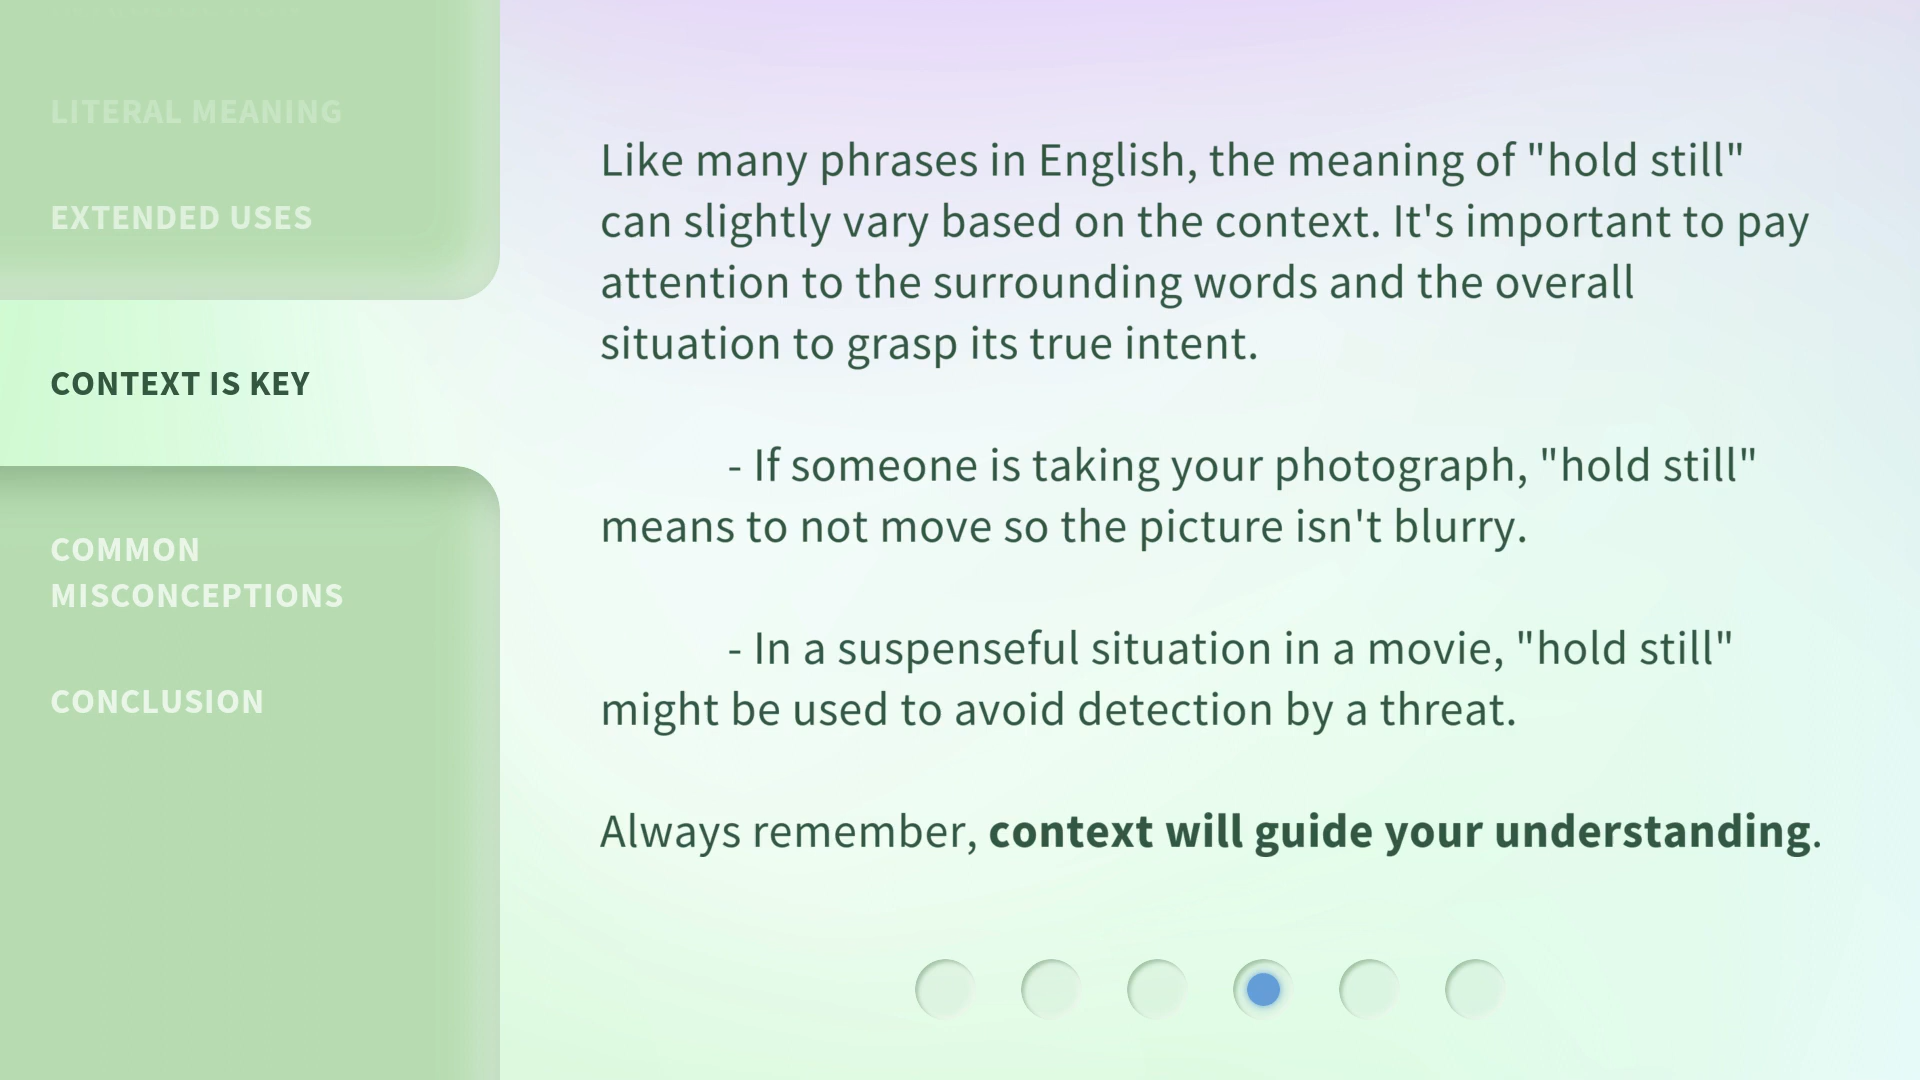 LITERAL MEANING
EXTENDED USES
CONTEXT IS KEY
COMMON
MISCONCEPTIONS
CONCLUSION
Like many phrases in English, the meaning of "hold still"
can slightly vary based on the context. It's important to pay
attention to the surrounding words and the overall
situation to grasp its true intent.
- If someone is taking your photograph, "hold still"
means to not move so the picture isn't blurry.
- In a suspenseful situation in a movie, "hold still"
might be used to avoid detection by a threat.
Always remember, context will guide your understanding.